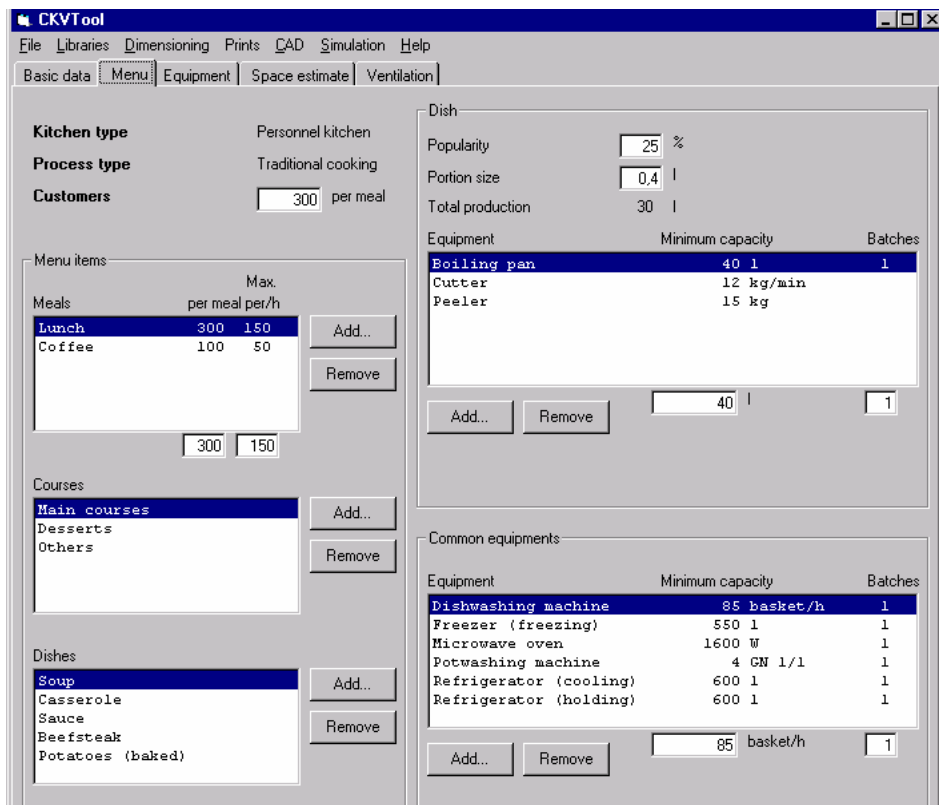 CKVTool
File Libraries Dimensioning Prints CAD Simulation Help
Basic data Menu Equipment Space estimate Ventilation
Kitchen type Personnel kitchen
Process type Traditional cooking
Customers 300 per meal
Menu items
Max.
Meals per meal per/h
Lunch 300 150
Coffee 100 50
Add...
Remove
300 150
Courses
Main courses
Desserts
Others
Add...
Remove
Dishes
Soup
Casserole
Sauce
Beefsteak
Potatoes (baked)
Add...
Remove
Dish
Popularity 25 %
Portion size 0,4 l
Total production 30 l
Equipment Minimum capacity Batches
Boiling pan 40 l 1
Cutter 12 kg/min
Peeler 15 kg
Add... Remove 40 l 1
Common equipments
Equipment Minimum capacity Batches
Dishwashing machine 85 basket/h 1
Freezer (freezing) 550 l 1
Microwave oven 1600 W 1
Potwashing machine 4 GN 1/1 1
Refrigerator (cooling) 600 l 1
Refrigerator (holding) 600 l 1
Add... Remove 85 basket/h 1